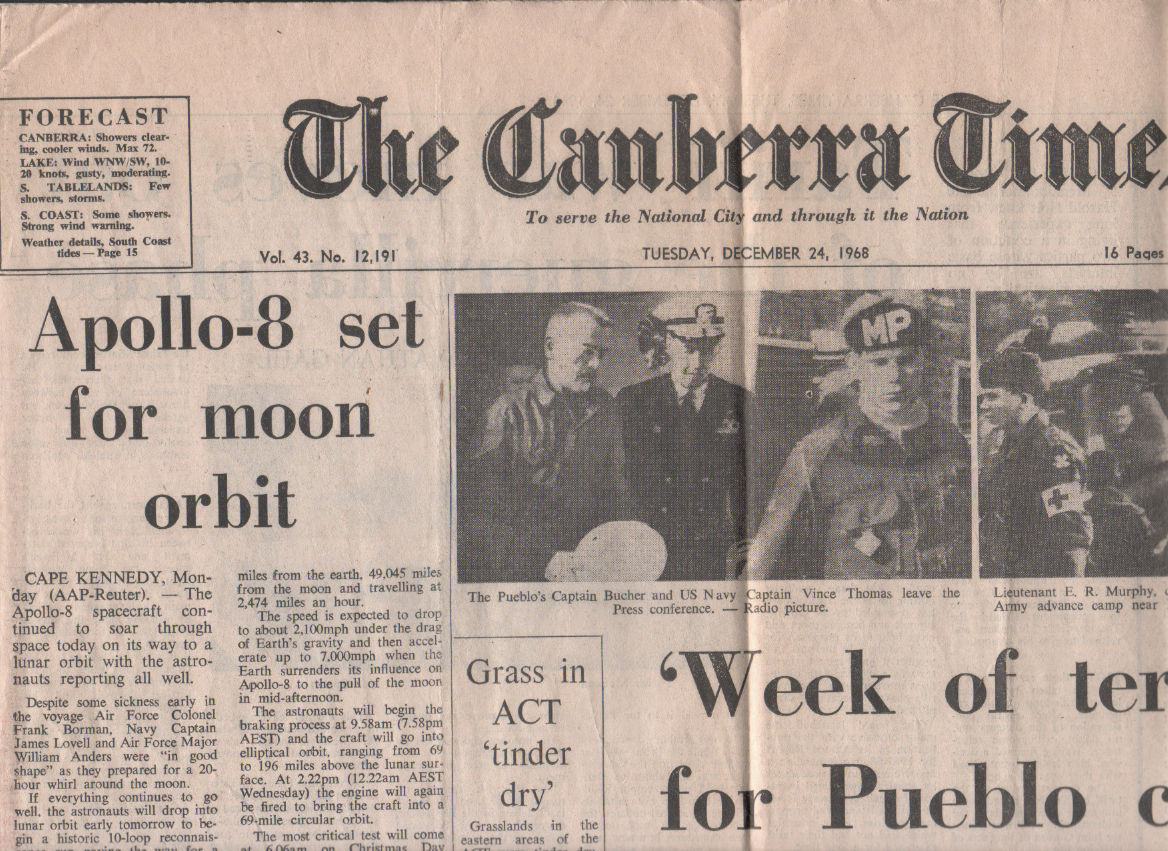 FORECAST
CANBERRA: Showers clear-
ing, cooler winds. Max 72.
LAKE: Wind WNW/SW, 10-
20 knots, gusty, moderating.
S. TABLELANDS: Few
showers, storms.
S. COAST: Some showers.
Strong wind warning.
Weather details, South Coast
tides — Page 15
The Canberra Times
To serve the National City and through it the Nation
Vol. 43. No. 12,191
TUESDAY, DECEMBER 24, 1968
16 Pages
Apollo-8 set
for moon
orbit
CAPE KENNEDY, Mon-
day (AAP-Reuter). — The
Apollo-8 spacecraft con-
tinued to soar through
space today on its way to a
lunar orbit with the astro-
nauts reporting all well.
Despite some sickness early in
the voyage Air Force Colonel
Frank Borman, Navy Captain
James Lovell and Air Force Major
William Anders were "in good
shape" as they prepared for a 20-
hour whirl around the moon.
If everything continues to go
well, the astronauts will drop into
lunar orbit early tomorrow to be-
gin a historic 10-loop reconnais-
miles from the earth, 49,045 miles
from the moon and travelling at
2,474 miles an hour.
The speed is expected to drop
to about 2,100mph under the drag
of Earth's gravity and then accel-
erate up to 7,000mph when the
Earth surrenders its influence on
Apollo-8 to the pull of the moon
in mid-afternoon.
The astronauts will begin the
braking process at 9.58am (7.58pm
AEST) and the craft will go into
elliptical orbit, ranging from 69
to 196 miles above the lunar sur-
face. At 2.22pm (12.22am AEST
Wednesday) the engine will again
be fired to bring the craft into a
69-mile circular orbit.
The most critical test will come
at 6.06am on Christmas Day
MP
The Pueblo's Captain Bucher and US Navy Captain Vince Thomas leave the
Press conference. — Radio picture.
Lieutenant E. R. Murphy,
Army advance camp near
Grass in
ACT
'tinder
dry'
Grasslands in the
eastern areas of the
'Week of ter
for Pueblo c